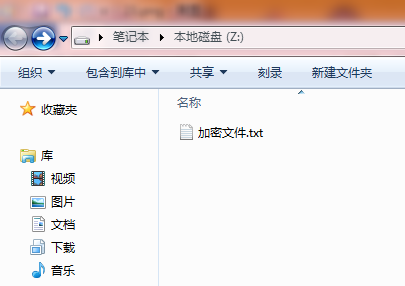 笔记本 本地磁盘 (Z:)
组织 包含到库中 共享 刻录 新建文件夹
收藏夹
名称
加密文件.txt
库
视频
图片
文档
下载
音乐